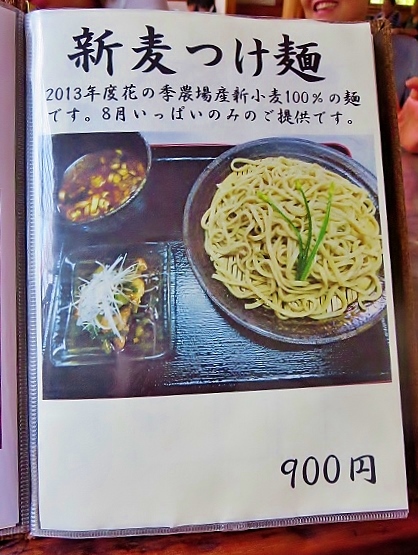 新麦つけ麺
2013年度花の季農場産新小麦100%の麺
です。8月いっぱいのみのご提供です。
900円